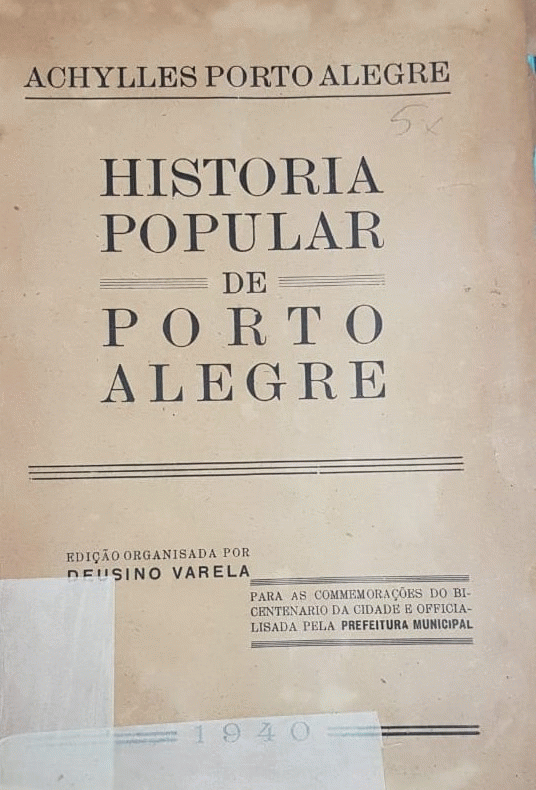 ACHYLLES PORTO ALEGRE
5x
HISTORIA
POPULAR
DE
PORTO
ALEGRE
EDIÇÃO ORGANISADA POR
DEUSINO VARELA
PARA AS COMMEMORAÇÕES DO BI-
CENTENARIO DA CIDADE E OFFICIA-
LISADA PELA PREFEITURA MUNICIPAL
1940